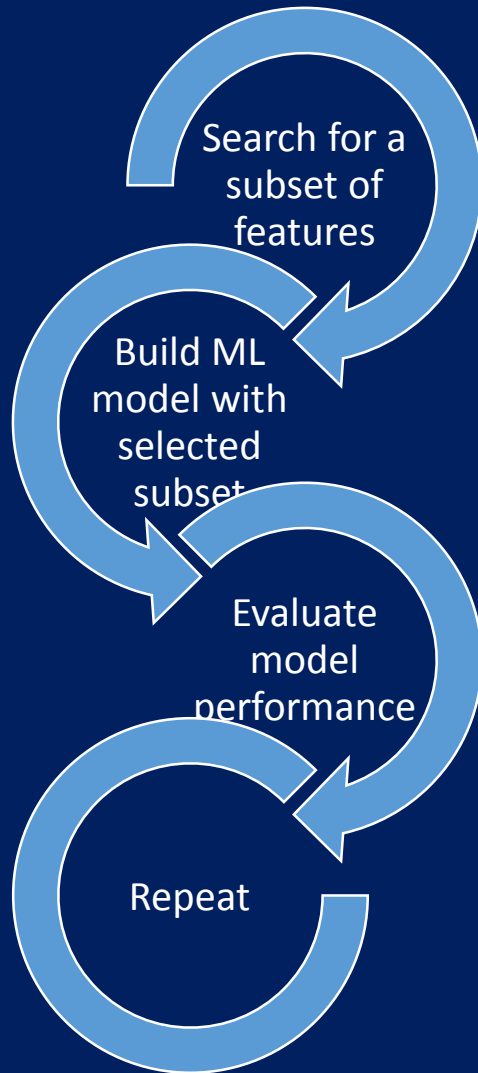 Search for a
subset of
features
Build ML
model with
selected
subset
Evaluate
model
performance
Repeat